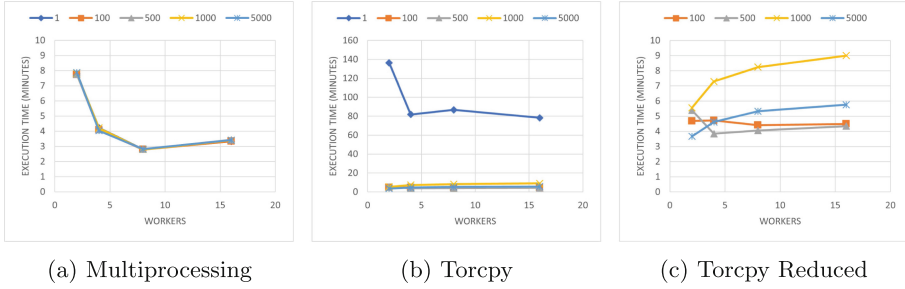 1 100 500 1000 5000
10
9
8
7
6
5
4
3
2
1
0
EXECUTION TIME (MINUTES)
0 5 10 15 20
WORKERS
(a) Multiprocessing
1 100 500 1000 5000
160
140
120
100
80
60
40
20
0
EXECUTION TIME (MINUTES)
0 5 10 15 20
WORKERS
(b) Torcpy
100 500 1000 5000
10
9
8
7
6
5
4
3
2
1
0
EXECUTION TIME (MINUTES)
0 5 10 15 20
WORKERS
(c) Torcpy Reduced